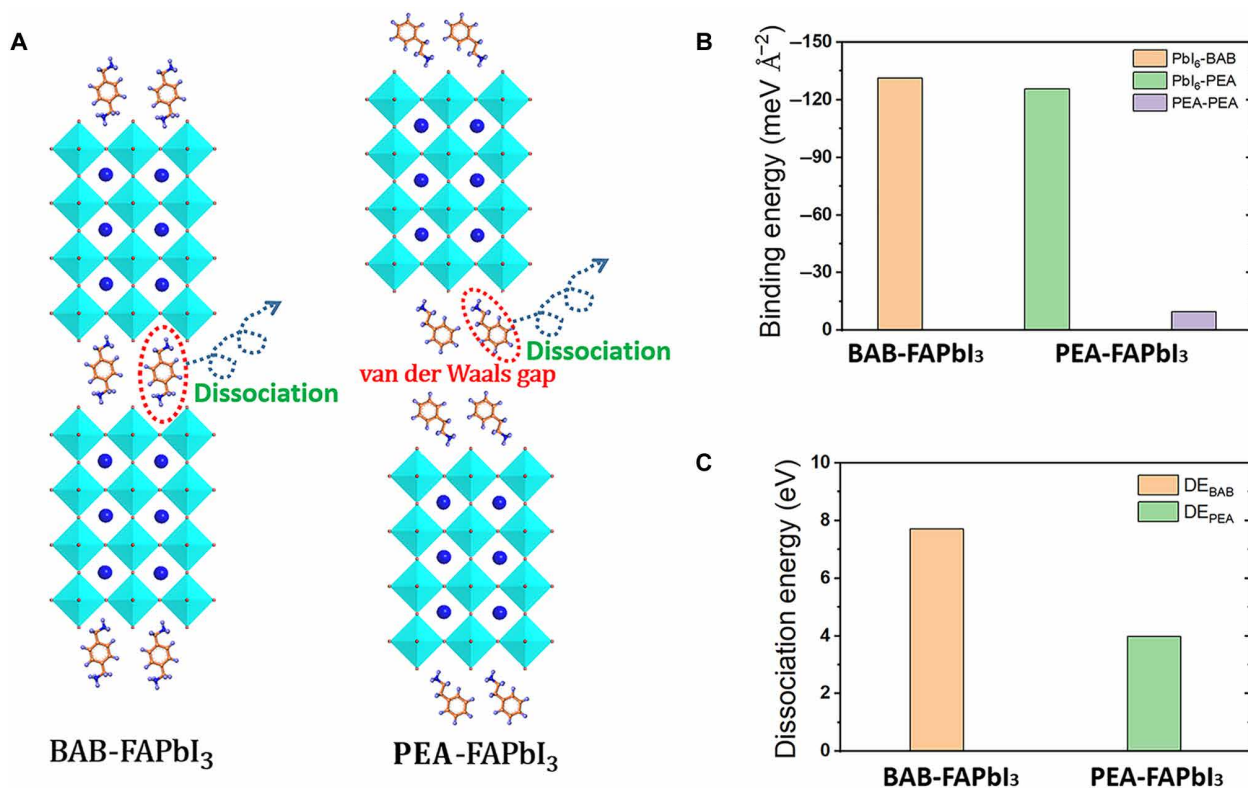 A
Dissociation
BAB-FAPbI₃
Dissociation
van der Waals gap
PEA-FAPbI₃
B
Binding energy (meV Å⁻²)
−150
−120
−90
−60
−30
0
PbI₆-BAB
PbI₆-PEA
PEA-PEA
BAB-FAPbI₃ PEA-FAPbI₃
C
Dissociation energy (eV)
10
8
6
4
2
0
DE_BAB
DE_PEA
BAB-FAPbI₃ PEA-FAPbI₃